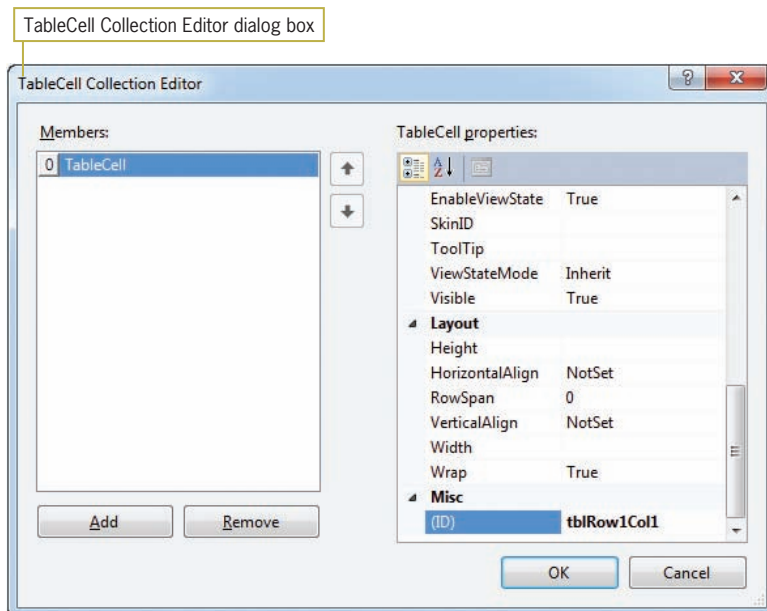 TableCell Collection Editor dialog box
TableCell Collection Editor
Members:
0 TableCell
Add Remove
TableCell properties:
EnableViewState True
SkinID
ToolTip
ViewStateMode Inherit
Visible True
Layout
Height
HorizontalAlign NotSet
RowSpan 0
VerticalAlign NotSet
Width
Wrap True
Misc
(ID) tblRow1Col1
OK Cancel